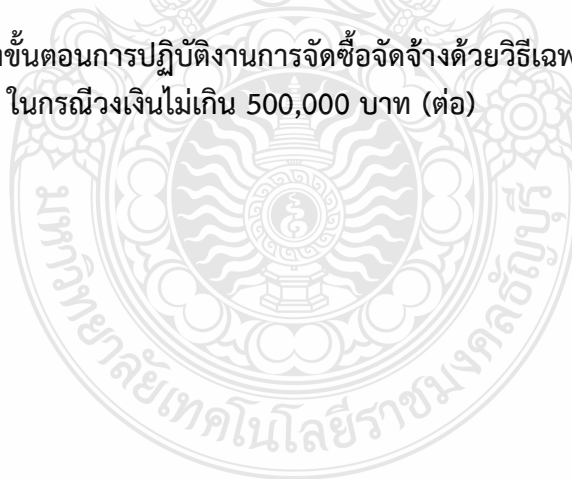 ขั้นตอนการปฏิบัติงานการจัดซื้อจัดจ้างด้วยวิธีเฉพ
ในกรณีวงเงินไม่เกิน 500,000 บาท (ต่อ)
มหาวิทยาลัยเทคโนโลยีราชมงคลธัญบุรี